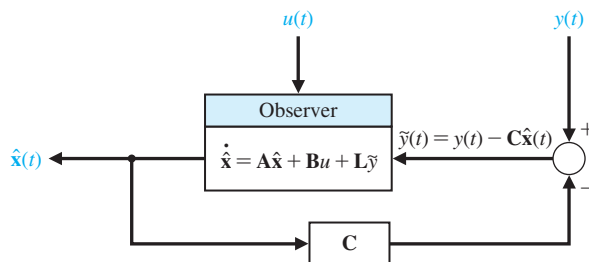 u(t)
y(t)
Observer
x̂(t)
ẋ̂ = Ax̂ + Bu + Lỹ
ỹ(t) = y(t) − Cx̂(t)
+
−
C